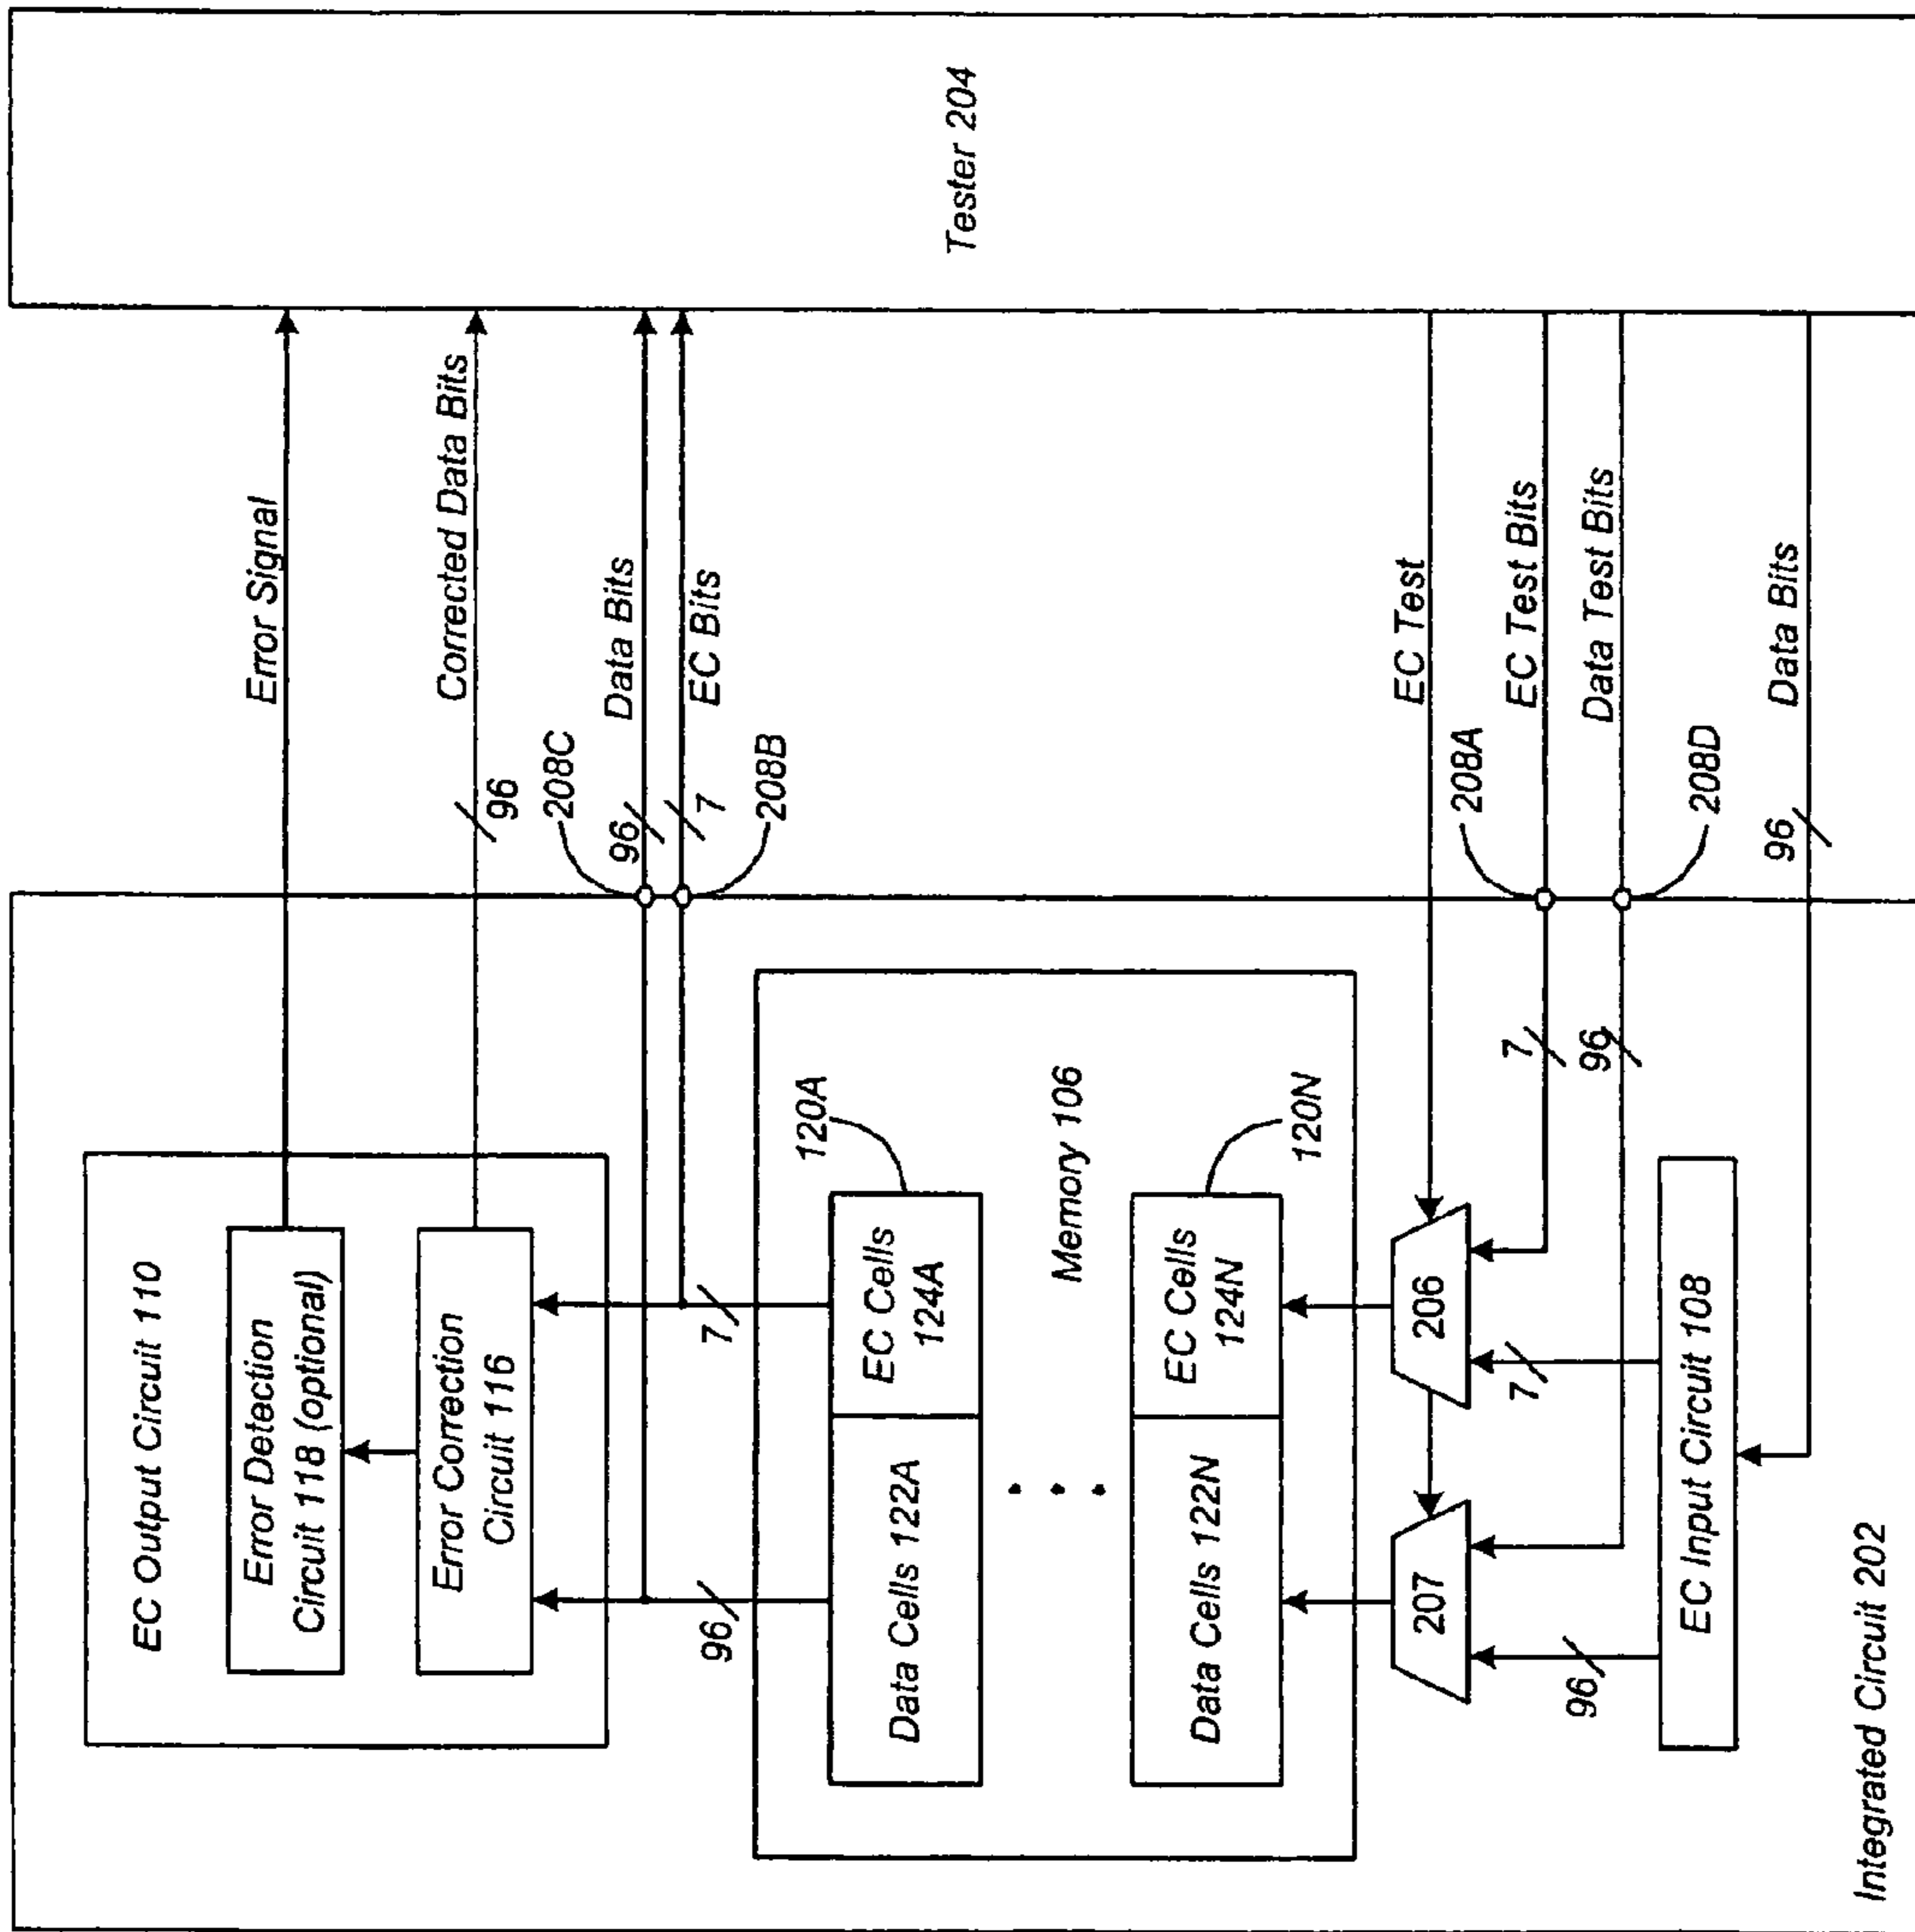 EC Output Circuit 110
Error Detection
Circuit 118 (optional)
Error Correction
Circuit 116
Error Signal
Corrected Data Bits
96
208C
Data Bits
96
EC Bits
7
208B
96
7
Data Cells 122A
EC Cells
124A
120A
Memory 106
Data Cells 122N
EC Cells
124N
120N
207
206
EC Test
208A
EC Test Bits
7
Data Test Bits
96
208D
96
7
EC Input Circuit 108
Data Bits
96
Integrated Circuit 202
Tester 204